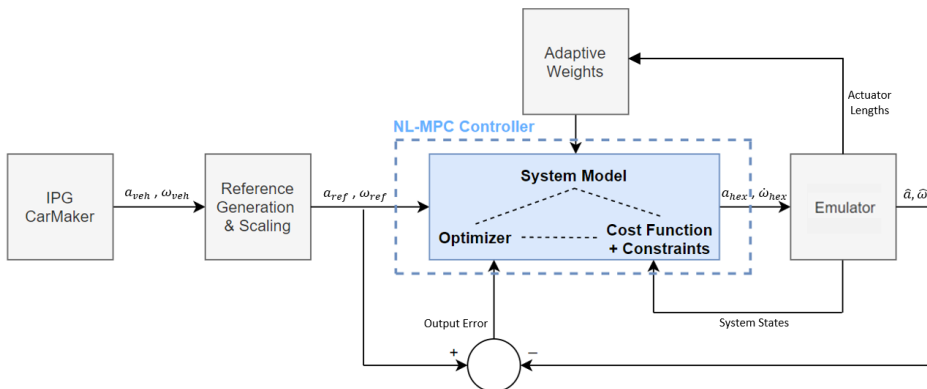 Adaptive
Weights
Actuator
Lengths
NL-MPC Controller
IPG
CarMaker
a_veh , ω_veh
Reference
Generation
& Scaling
a_ref , ω_ref
System Model
Optimizer
Cost Function
+ Constraints
a_hex , ω̇_hex
Emulator
â, ω̂
Output Error
System States
+
−